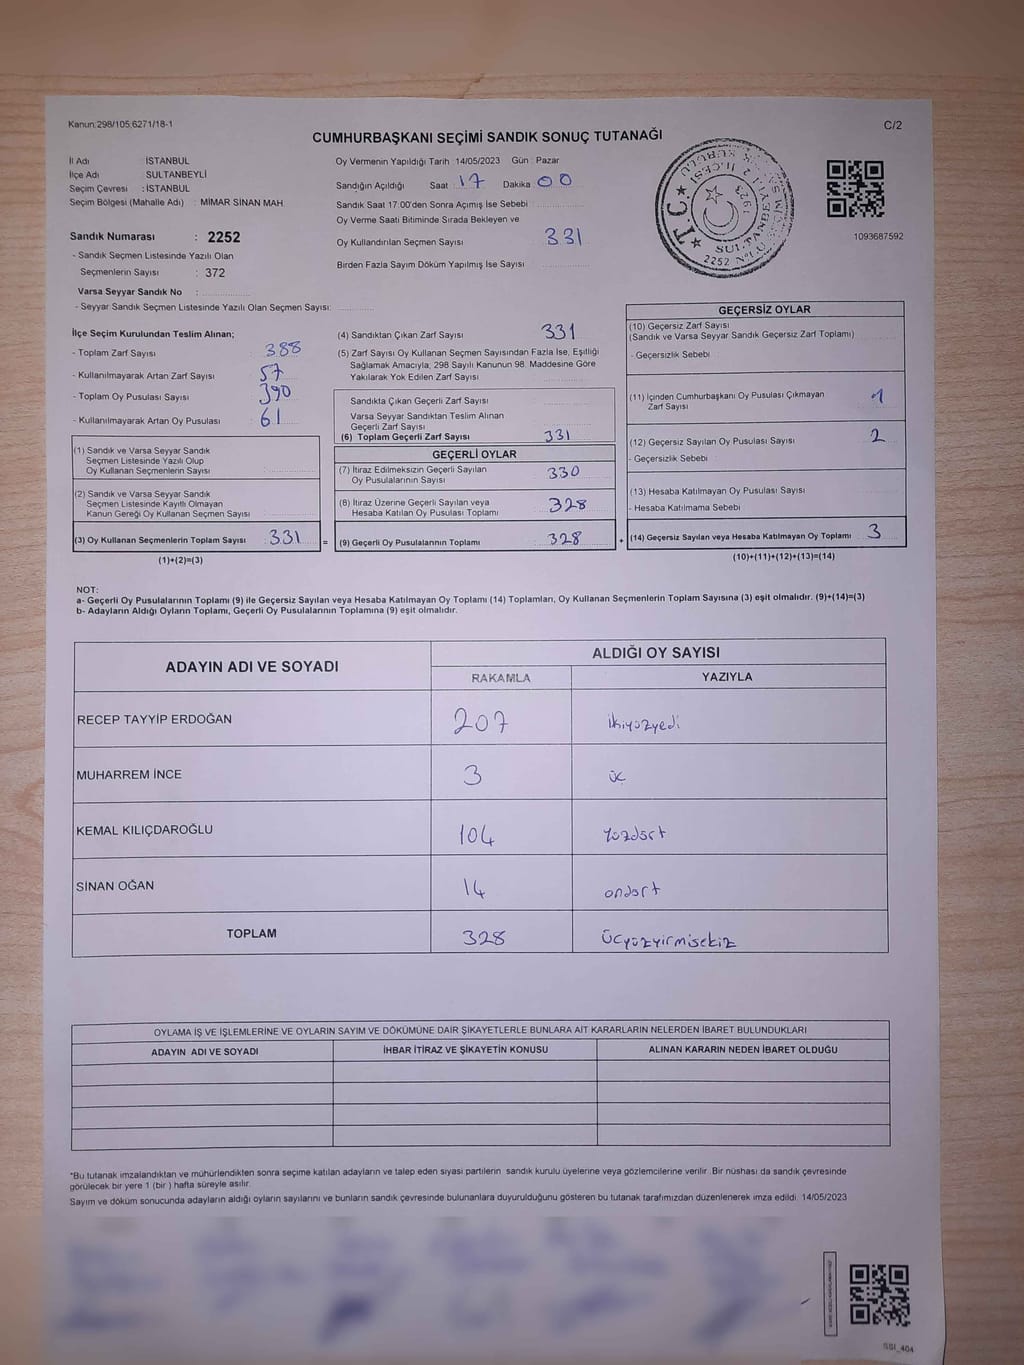 Kanun:298/105;6271/18-1
C/2
CUMHURBAŞKANI SEÇİMİ SANDIK SONUÇ TUTANAĞI
İl Adı : İSTANBUL
İlçe Adı : SULTANBEYLİ
Seçim Çevresi : İSTANBUL
Seçim Bölgesi (Mahalle Adı) : MİMAR SİNAN MAH
Sandık Numarası : 2252
- Sandık Seçmen Listesinde Yazılı Olan
Seçmenlerin Sayısı : 372
Varsa Seyyar Sandık No :
- Seyyar Sandık Seçmen Listesinde Yazılı Olan Seçmen Sayısı:
Oy Vermenin Yapıldığı Tarih :14/05/2023 Gün : Pazar
Sandığın Açıldığı Saat : 17 Dakika : 00
Sandık Saat 17:00'den Sonra Açımış İse Sebebi :
Oy Verme Saati Bitiminde Sırada Bekleyen ve
Oy Kullandırılan Seçmen Sayısı : 331
Birden Fazla Sayım Döküm Yapılmış İse Sayısı :
T.C.
SULTANBEYLİ
1923
2252 N'LU
1093687592
İlçe Seçim Kurulundan Teslim Alınan;
- Toplam Zarf Sayısı : 388
- Kullanılmayarak Artan Zarf Sayısı : 57
- Toplam Oy Pusulası Sayısı : 390
- Kullanılmayarak Artan Oy Pusulası : 61
(1) Sandık ve Varsa Seyyar Sandık
Seçmen Listesinde Yazılı Olup
Oy Kullanan Seçmenlerin Sayısı :
(2) Sandık ve Varsa Seyyar Sandık
Seçmen Listesinde Kayıtlı Olmayan
Kanun Gereği Oy Kullanan Seçmen Sayısı :
(3) Oy Kullanan Seçmenlerin Toplam Sayısı : 331
(1)+(2)=(3)
=
(4) Sandıktan Çıkan Zarf Sayısı : 331
(5) Zarf Sayısı Oy Kullanan Seçmen Sayısından Fazla İse, Eşitliği
Sağlamak Amacıyla; 298 Sayılı Kanunun 98. Maddesine Göre
Yakılarak Yok Edilen Zarf Sayısı :
Sandıkta Çıkan Geçerli Zarf Sayısı :
Varsa Seyyar Sandıktan Teslim Alınan
Geçerli Zarf Sayısı :
(6) Toplam Geçerli Zarf Sayısı : 331
GEÇERLİ OYLAR
(7) İtiraz Edilmeksizin Geçerli Sayılan
Oy Pusulalarının Sayısı : 330
(8) İtiraz Üzerine Geçerli Sayılan veya
Hesaba Katılan Oy Pusulası Toplamı : 328
(9) Geçerli Oy Pusulalarının Toplamı : 328
+
GEÇERSİZ OYLAR
(10) Geçersiz Zarf Sayısı
(Sandık ve Varsa Seyyar Sandık Geçersiz Zarf Toplamı) :
- Geçersizlik Sebebi :
(11) İçinden Cumhurbaşkanı Oy Pusulası Çıkmayan
Zarf Sayısı : 1
(12) Geçersiz Sayılan Oy Pusulası Sayısı : 2
- Geçersizlik Sebebi :
(13) Hesaba Katılmayan Oy Pusulası Sayısı :
- Hesaba Katılmama Sebebi :
(14) Geçersiz Sayılan veya Hesaba Katılmayan Oy Toplamı : 3
(10)+(11)+(12)+(13)=(14)
NOT:
a- Geçerli Oy Pusulalarının Toplamı (9) ile Geçersiz Sayılan veya Hesaba Katılmayan Oy Toplamı (14) Toplamları, Oy Kullanan Seçmenlerin Toplam Sayısına (3) eşit olmalıdır. (9)+(14)=(3)
b- Adayların Aldığı Oyların Toplamı, Geçerli Oy Pusulalarının Toplamına (9) eşit olmalıdır.
ADAYIN ADI VE SOYADI
ALDIĞI OY SAYISI
RAKAMLA
YAZIYLA
RECEP TAYYİP ERDOĞAN 207 ikiyüzyedi
MUHARREM İNCE 3 üç
KEMAL KILIÇDAROĞLU 104 Yüzdört
SİNAN OĞAN 14 ondört
TOPLAM 328 üçyüzyirmisekiz
OYLAMA İŞ VE İŞLEMLERİNE VE OYLARIN SAYIM VE DÖKÜMÜNE DAİR ŞİKAYETLERLE BUNLARA AİT KARARLARIN NELERDEN İBARET BULUNDUKLARI
ADAYIN ADI VE SOYADI
İHBAR İTİRAZ VE ŞİKAYETİN KONUSU
ALINAN KARARIN NEDEN İBARET OLDUĞU
*Bu tutanak imzalandıktan ve mühürlendikten sonra seçime katılan adayların ve talep eden siyasi partilerin sandık kurulu üyelerine veya gözlemcilerine verilir. Bir nüshası da sandık çevresinde
görülecek bir yere 1 (bir ) hafta süreyle asılır.
Sayım ve döküm sonucunda adayların aldığı oyların sayılarını ve bunların sandık çevresinde bulunanlara duyurulduğunu gösteren bu tutanak tarafımızdan düzenlenerek imza edildi. 14/05/2023
SSI_404